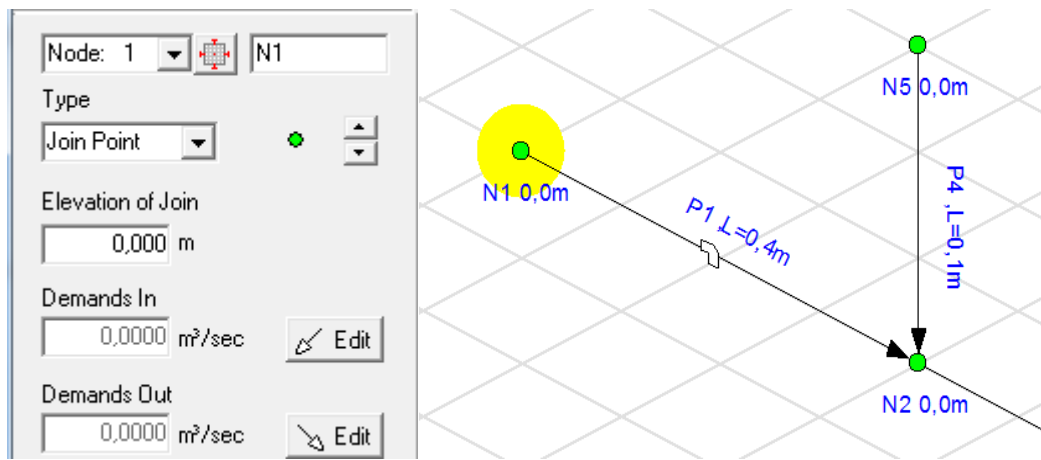 Node: 1
N1
Type
Join Point
Elevation of Join
0,000 m
Demands In
0,0000 m³/sec
Edit
Demands Out
0,0000 m³/sec
Edit
N5 0,0m
N1 0,0m
P1 ,L=0,4m
P4 ,L=0,1m
N2 0,0m